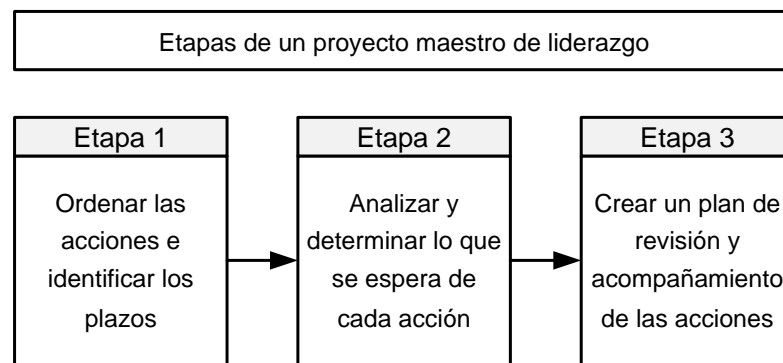 Etapas de un proyecto maestro de liderazgo
Etapa 1
Ordenar las
acciones e
identificar los
plazos
Etapa 2
Analizar y
determinar lo que
se espera de
cada acción
Etapa 3
Crear un plan de
revisión y
acompañamiento
de las acciones